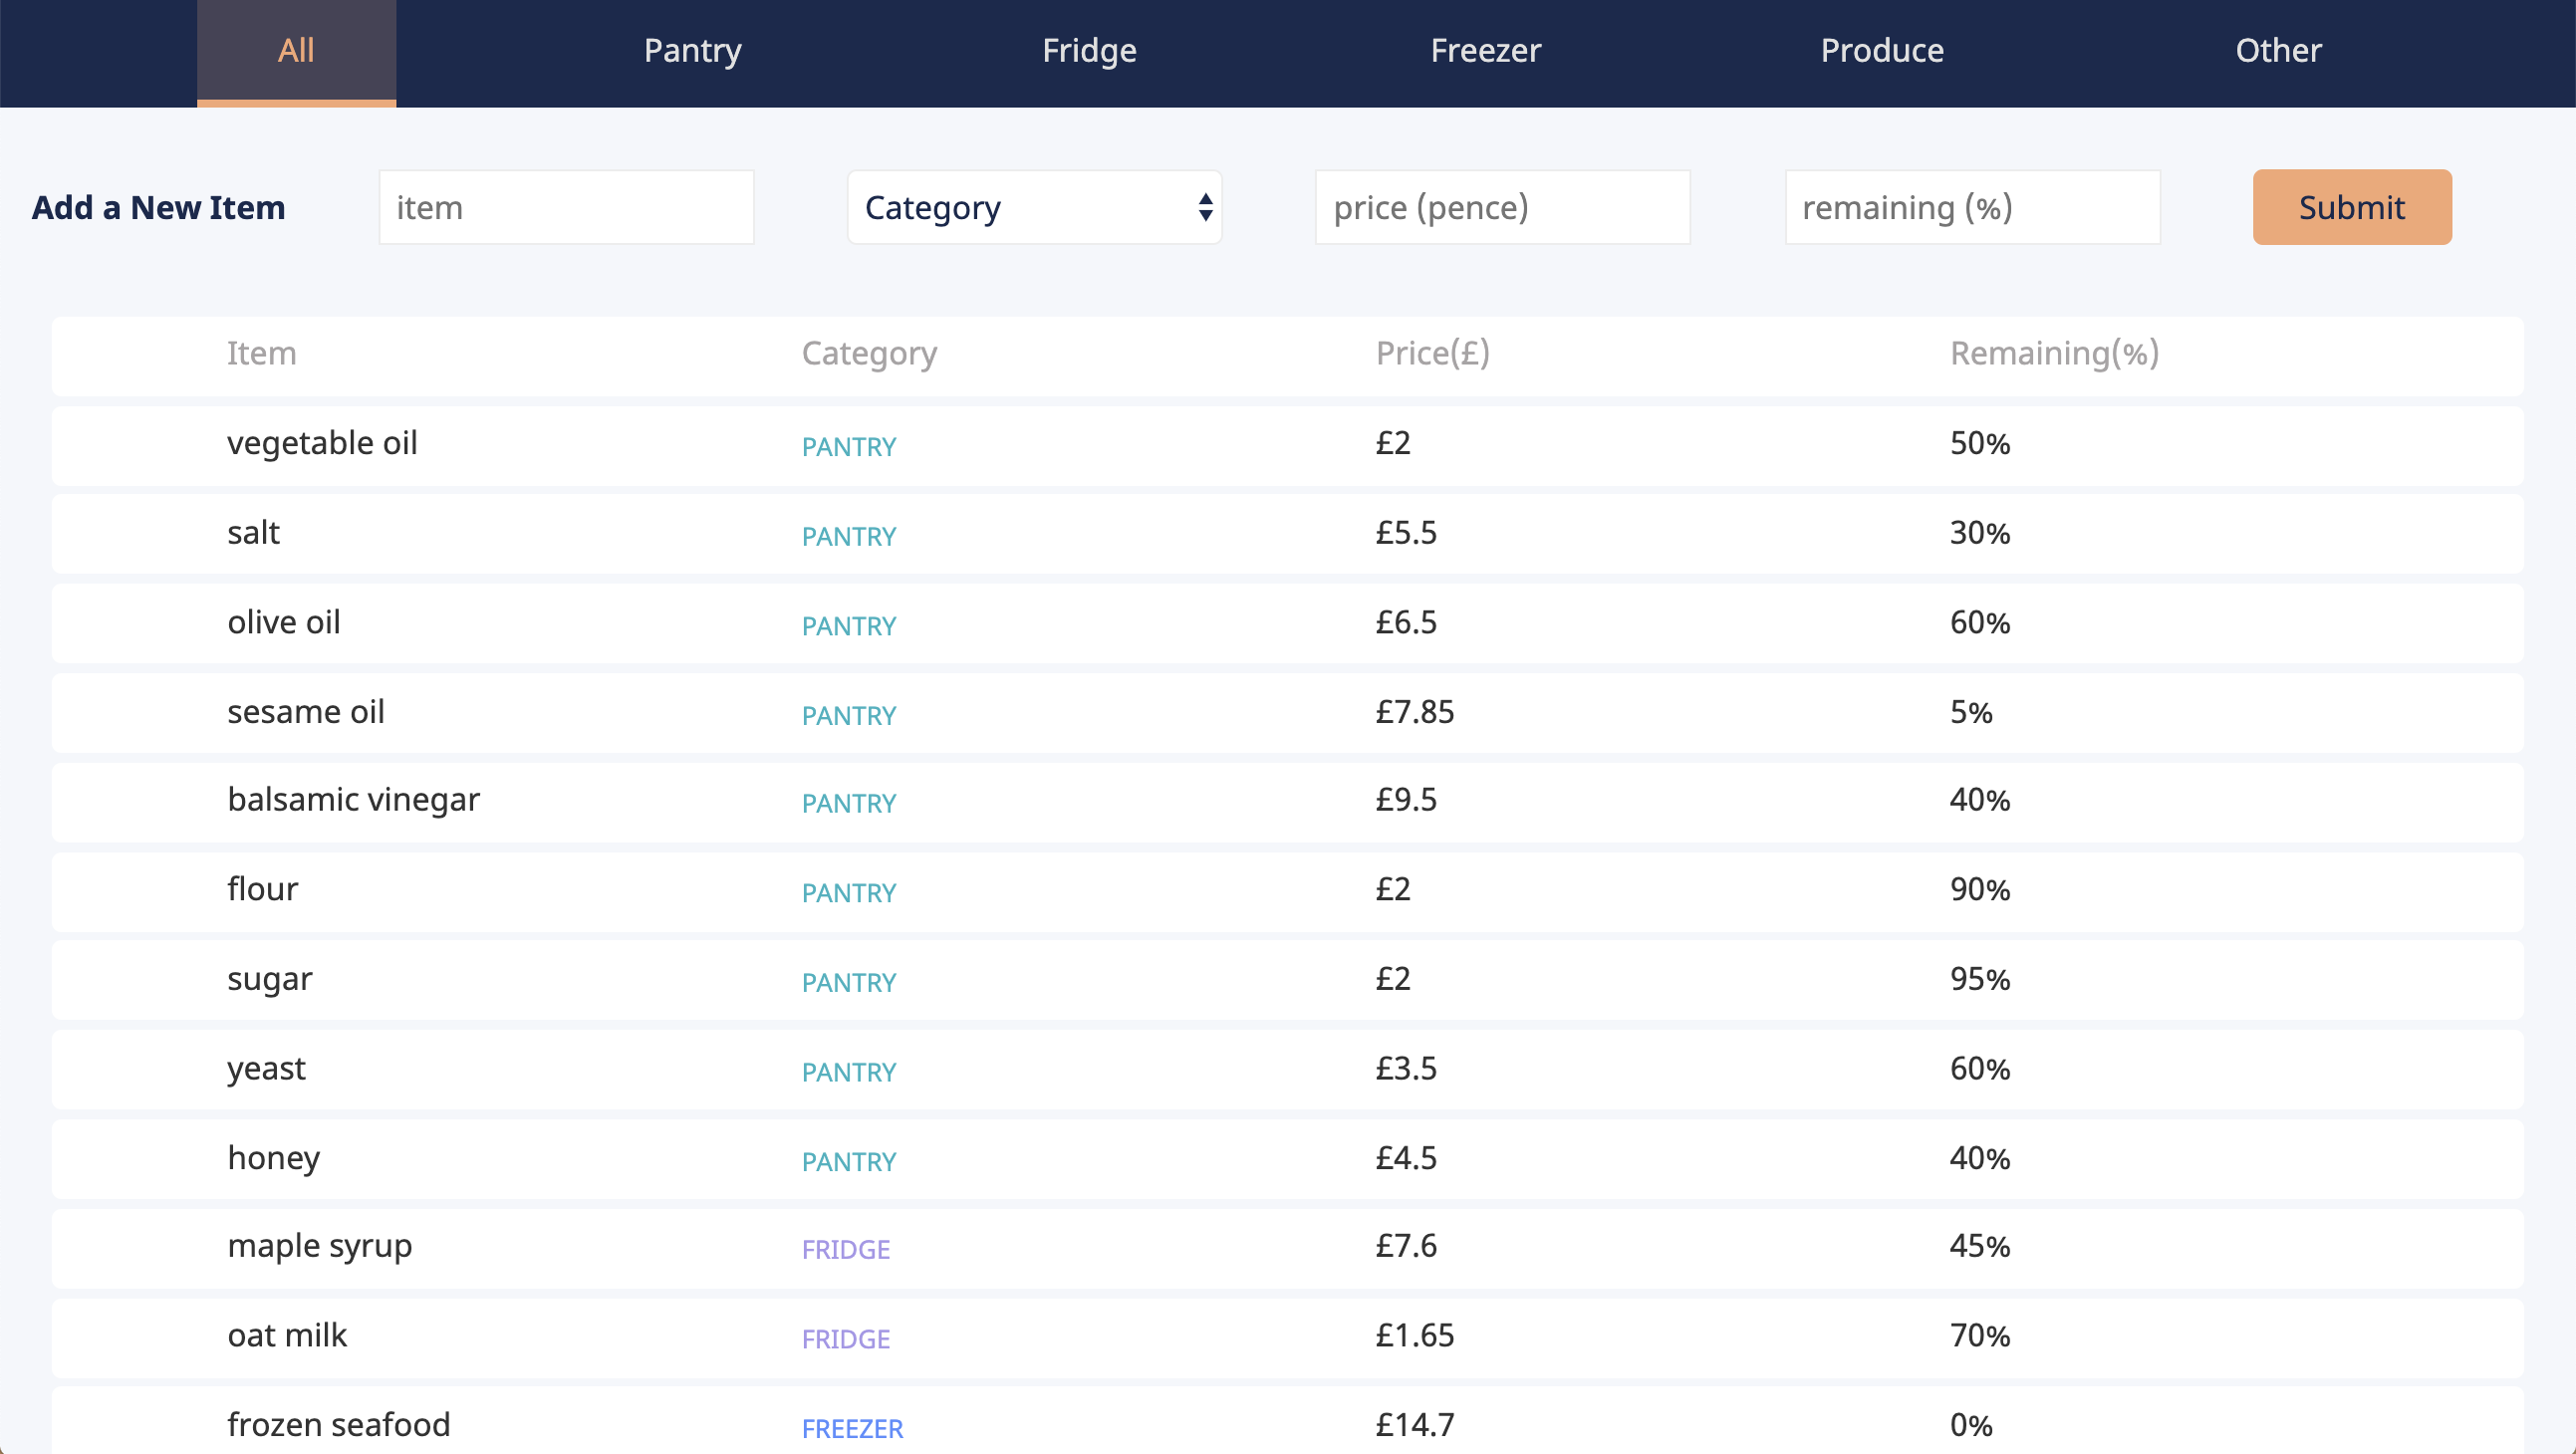 All Pantry Fridge Freezer Produce Other
Add a New Item item Category price (pence) remaining (%) Submit
Item Category Price(£) Remaining(%)
vegetable oil PANTRY £2 50%
salt PANTRY £5.5 30%
olive oil PANTRY £6.5 60%
sesame oil PANTRY £7.85 5%
balsamic vinegar PANTRY £9.5 40%
flour PANTRY £2 90%
sugar PANTRY £2 95%
yeast PANTRY £3.5 60%
honey PANTRY £4.5 40%
maple syrup FRIDGE £7.6 45%
oat milk FRIDGE £1.65 70%
frozen seafood FREEZER £14.7 0%